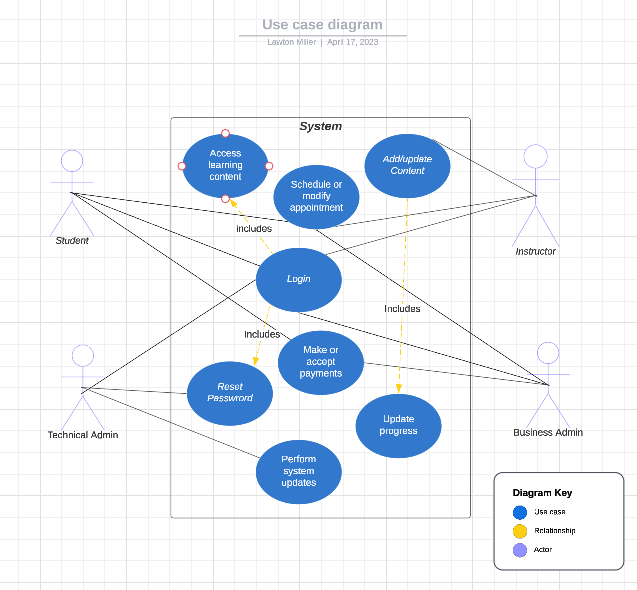 Use case diagram
Lawton Miller | April 17, 2023
System
Access
learning
content
Add/update
Content
Schedule or
modify
appointment
Student
includes
Instructor
Login
Includes
includes
Make or
accept
payments
Reset
Password
Technical Admin
Update
progress
Business Admin
Perform
system
updates
Diagram Key
Use case
Relationship
Actor